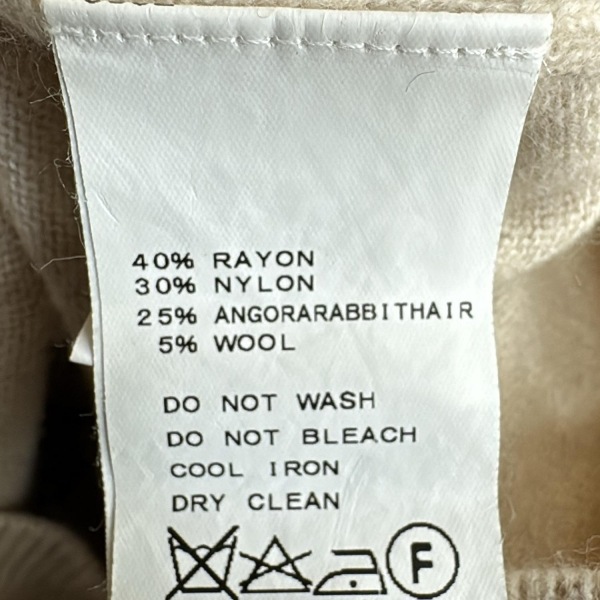 40% RAYON
30% NYLON
25% ANGORARABBITHAIR
5% WOOL
DO NOT WASH
DO NOT BLEACH
COOL IRON
DRY CLEAN
F